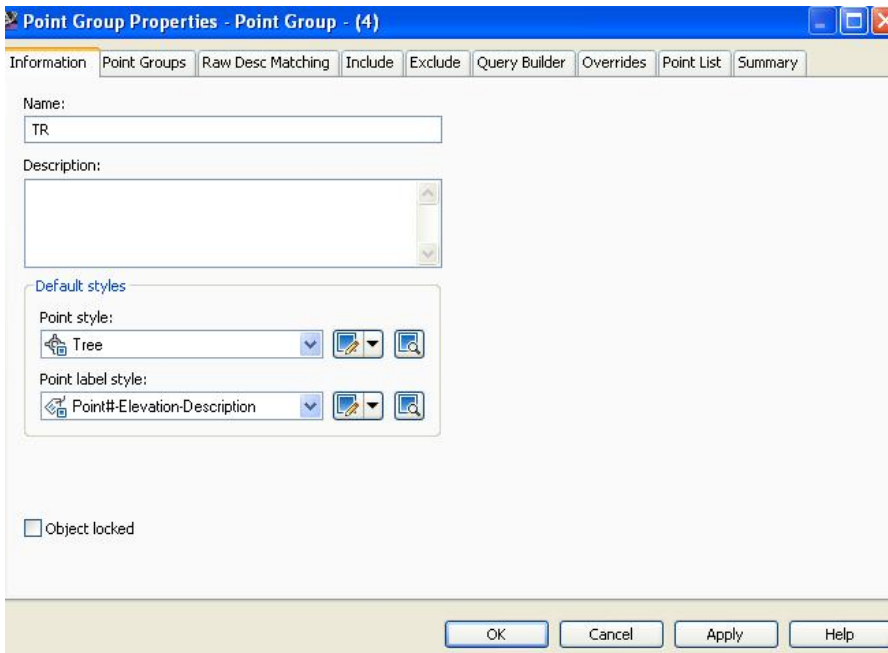 Point Group Properties - Point Group - (4)
Information Point Groups Raw Desc Matching Include Exclude Query Builder Overrides Point List Summary
Name:
TR
Description:
Default styles
Point style:
Tree
Point label style:
Point#-Elevation-Description
Object locked
OK Cancel Apply Help